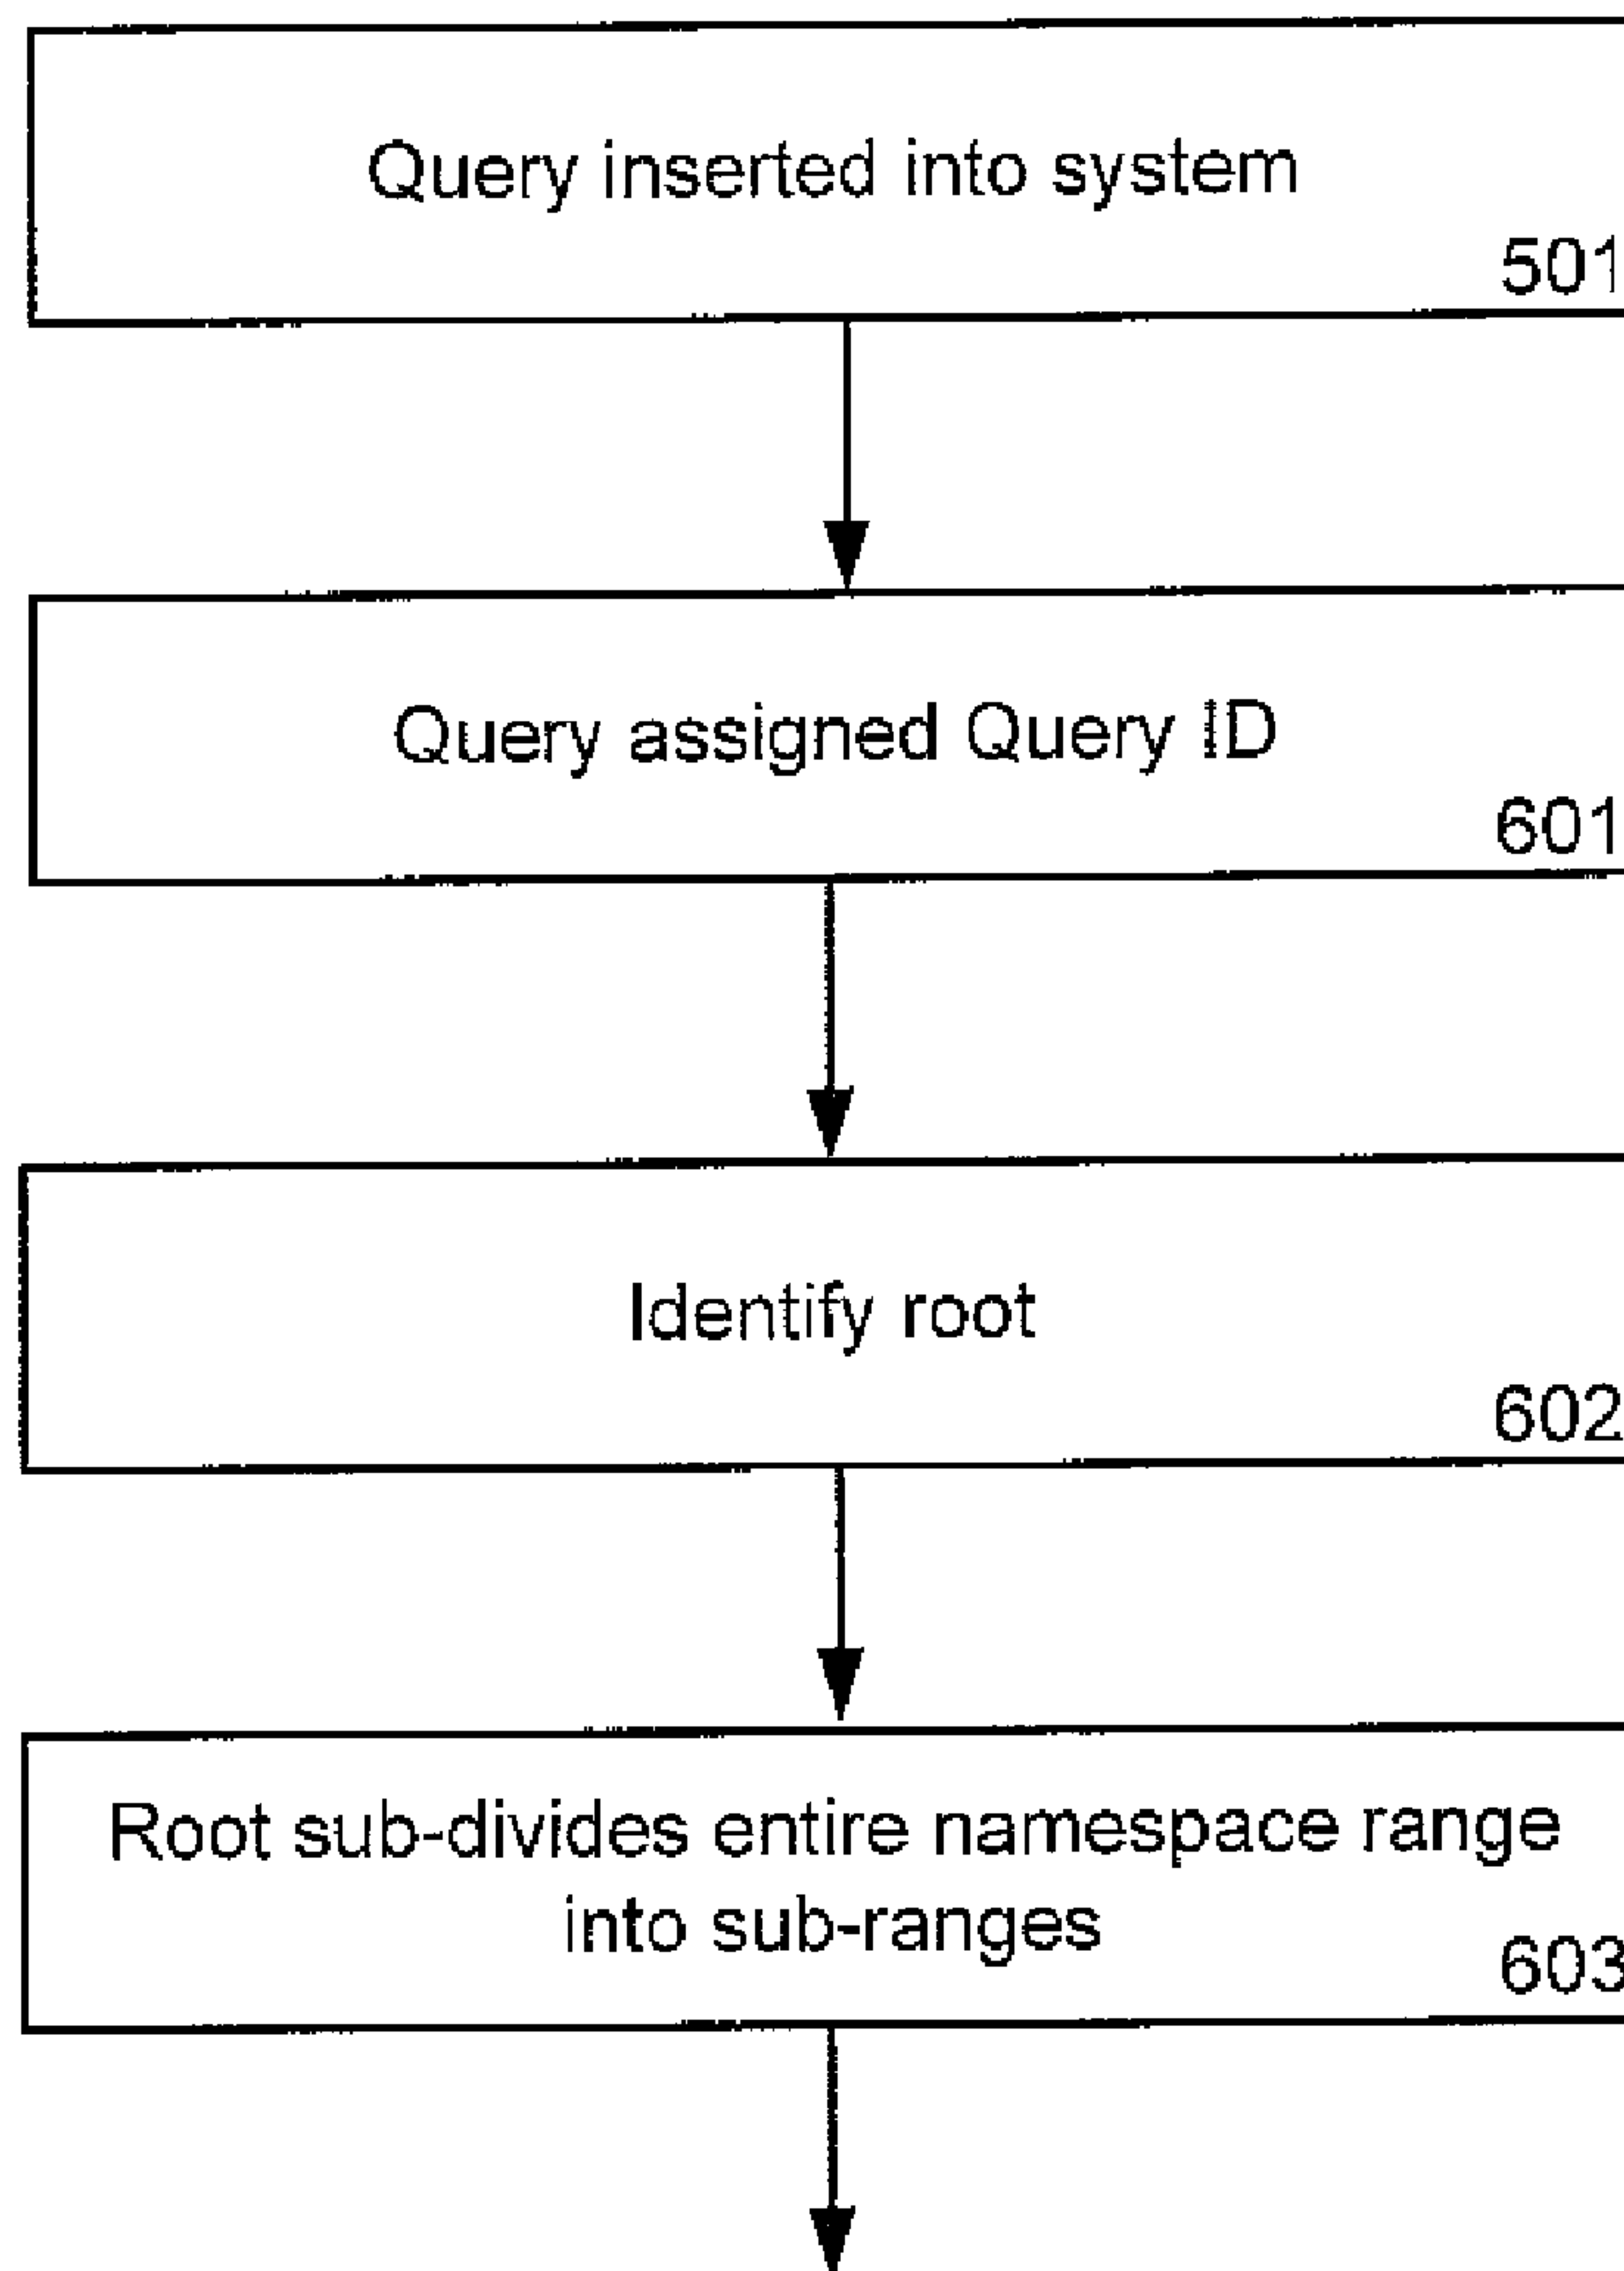 Query inserted into system
501
Query assigned Query ID
601
Identify root
602
Root sub-divides entire namespace range
into sub-ranges
603